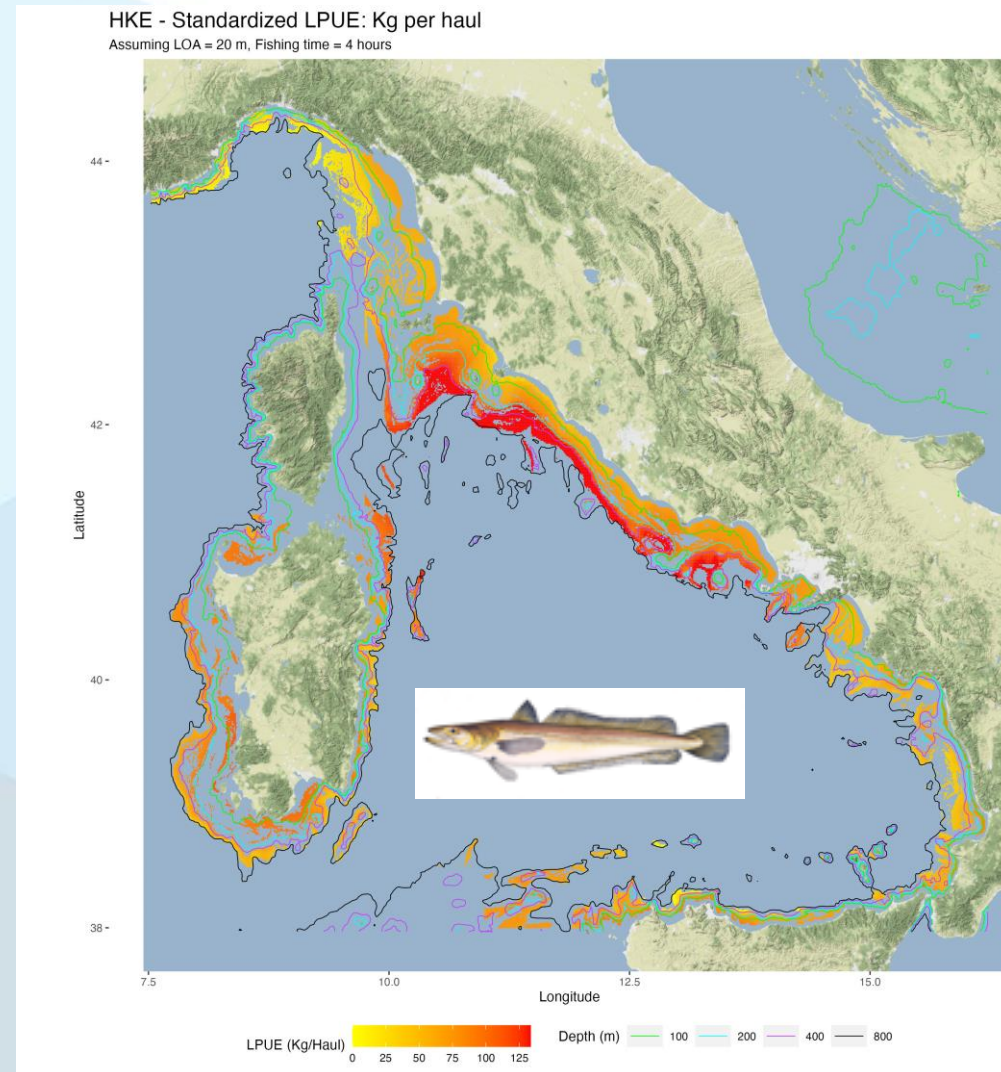 HKE - Standardized LPUE: Kg per haul
Assuming LOA = 20 m, Fishing time = 4 hours
Latitude
44
42
40
38
7.5 10.0 12.5 15.0
Longitude
LPUE (Kg/Haul)
0 25 50 75 100 125
Depth (m) 100 200 400 800